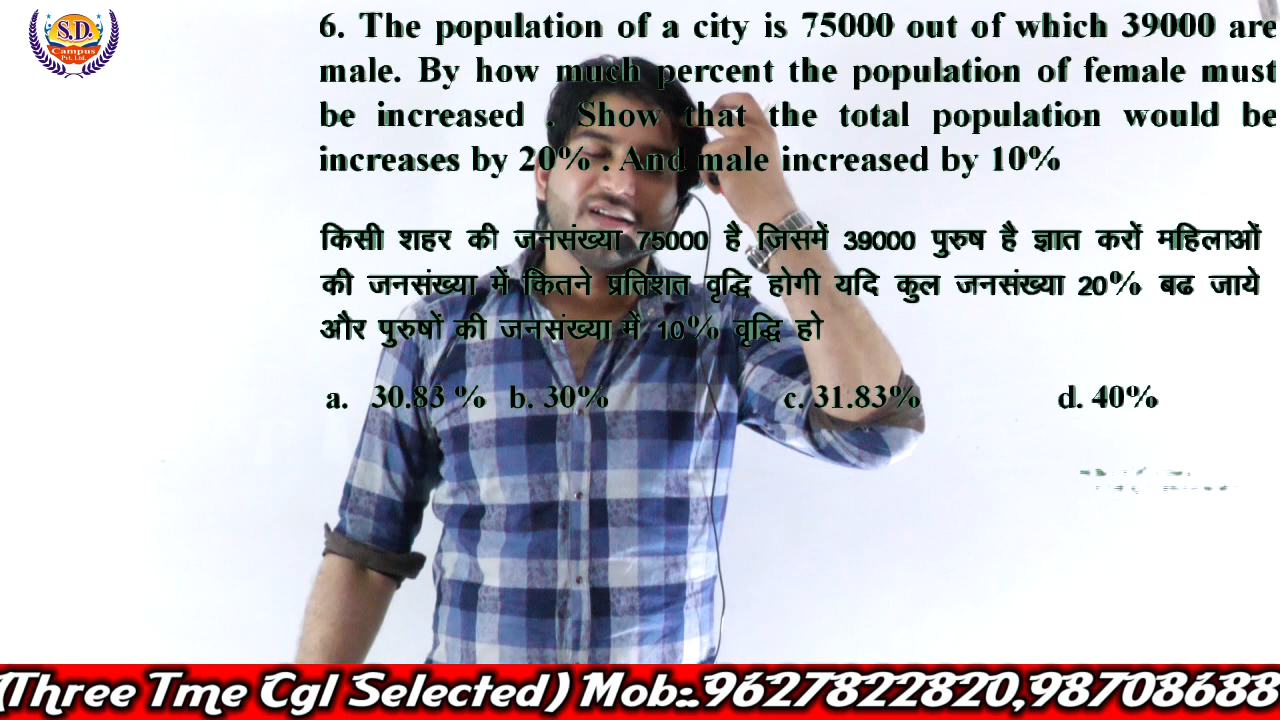 S.D.
Campus
Pvt. Ltd.
6. The population of a city is 75000 out of which 39000 are
male. By how much percent the population of female must
be increased . Show that the total population would be
increases by 20% . And male increased by 10%
किसी शहर की जनसंख्या 75000 है जिसमें 39000 पुरुष है ज्ञात करों महिलाओं
की जनसंख्या में कितने प्रतिशत वृद्धि होगी यदि कुल जनसंख्या 20% बढ जाये
और पुरुषों की जनसंख्या में 10% वृद्धि हो
a. 30.83 % b. 30% c. 31.83% d. 40%
(Three Tme Cgl Selected) Mob:.9627822820,98708688